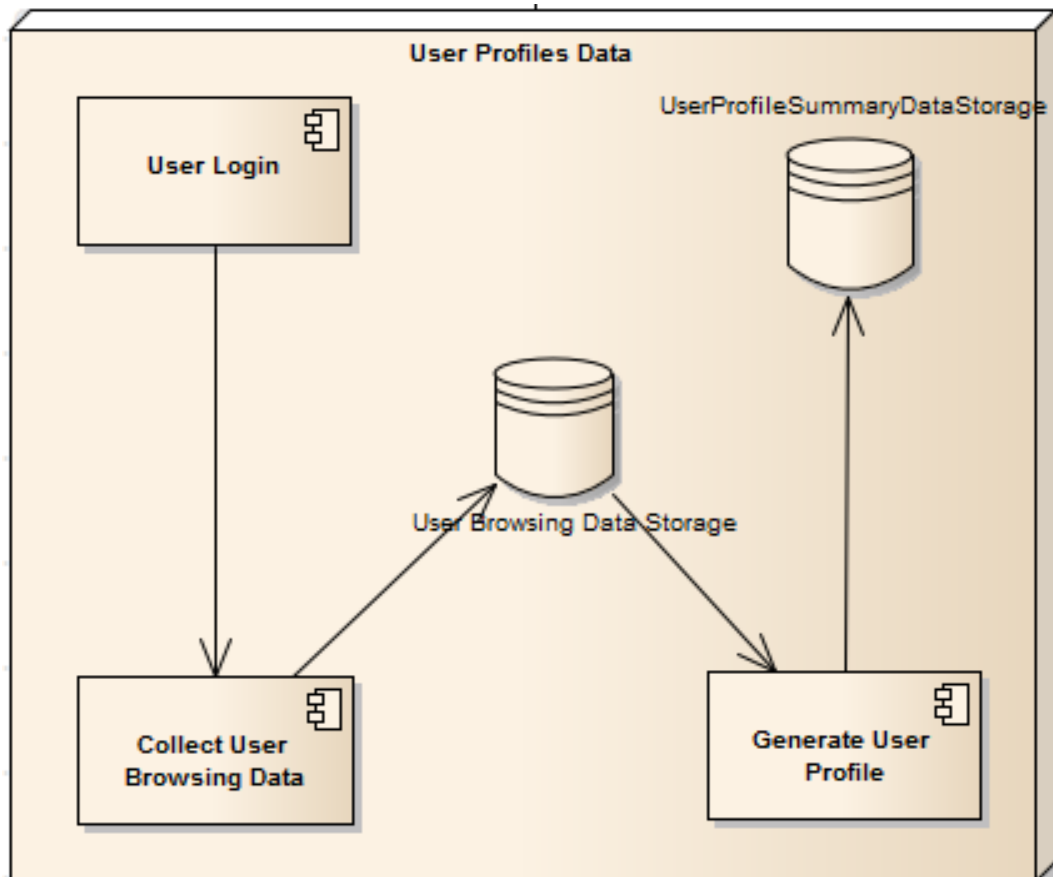 User Profiles Data
UserProfileSummaryDataStorage
User Login
User Browsing Data Storage
Collect User
Browsing Data
Generate User
Profile